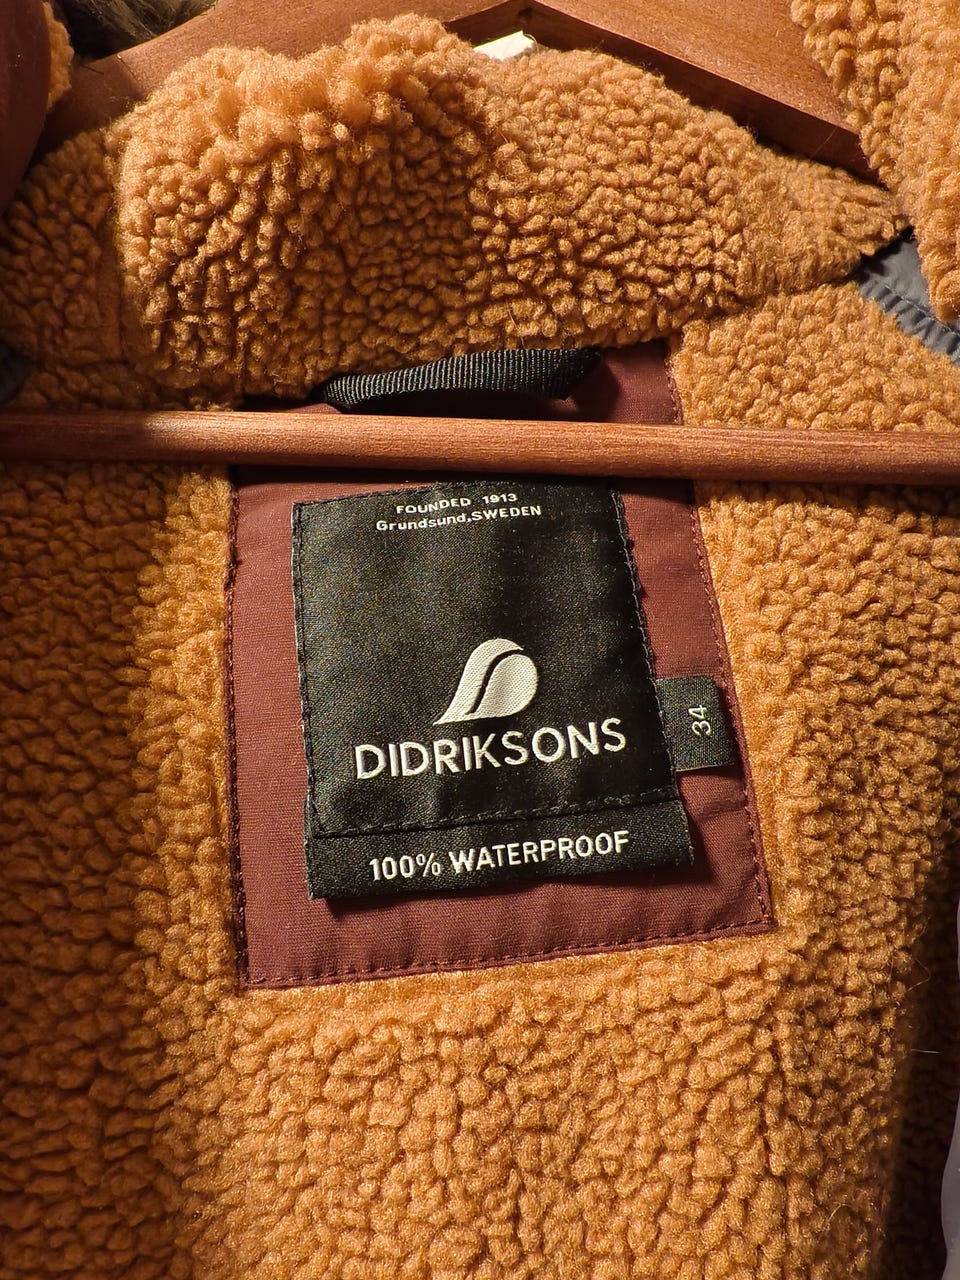 FOUNDED 1913
Grundsund.SWEDEN
DIDRIKSONS
34
100% WATERPROOF